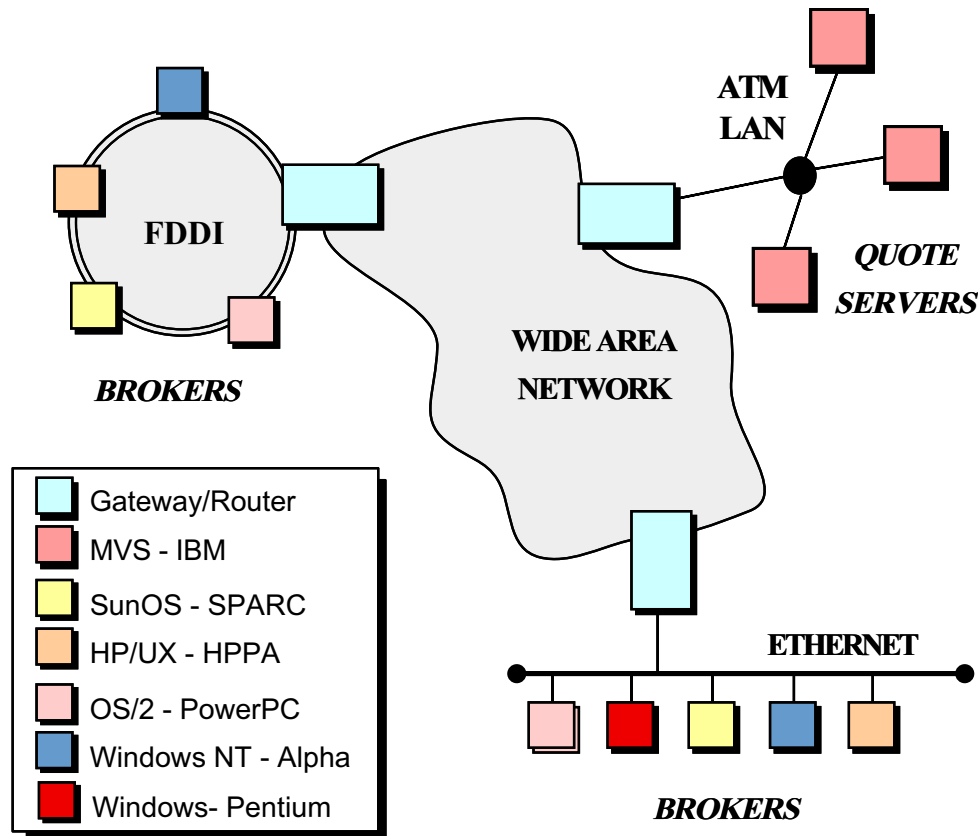 ATM
LAN
FDDI
QUOTE
SERVERS
WIDE AREA
NETWORK
BROKERS
Gateway/Router
MVS - IBM
SunOS - SPARC
HP/UX - HPPA
OS/2 - PowerPC
Windows NT - Alpha
Windows- Pentium
ETHERNET
BROKERS